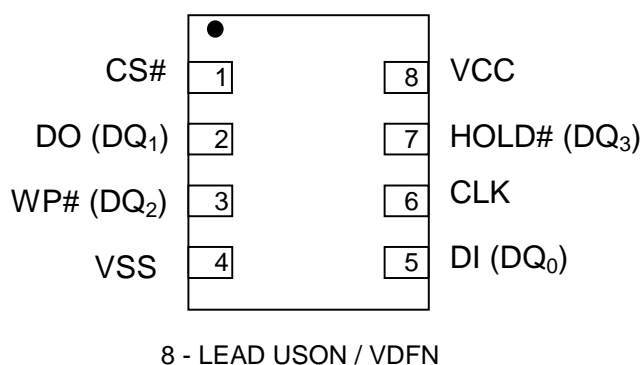 CS# 1 8 VCC
DO (DQ₁) 2 7 HOLD# (DQ₃)
WP# (DQ₂) 3 6 CLK
VSS 4 5 DI (DQ₀)
8 - LEAD USON / VDFN